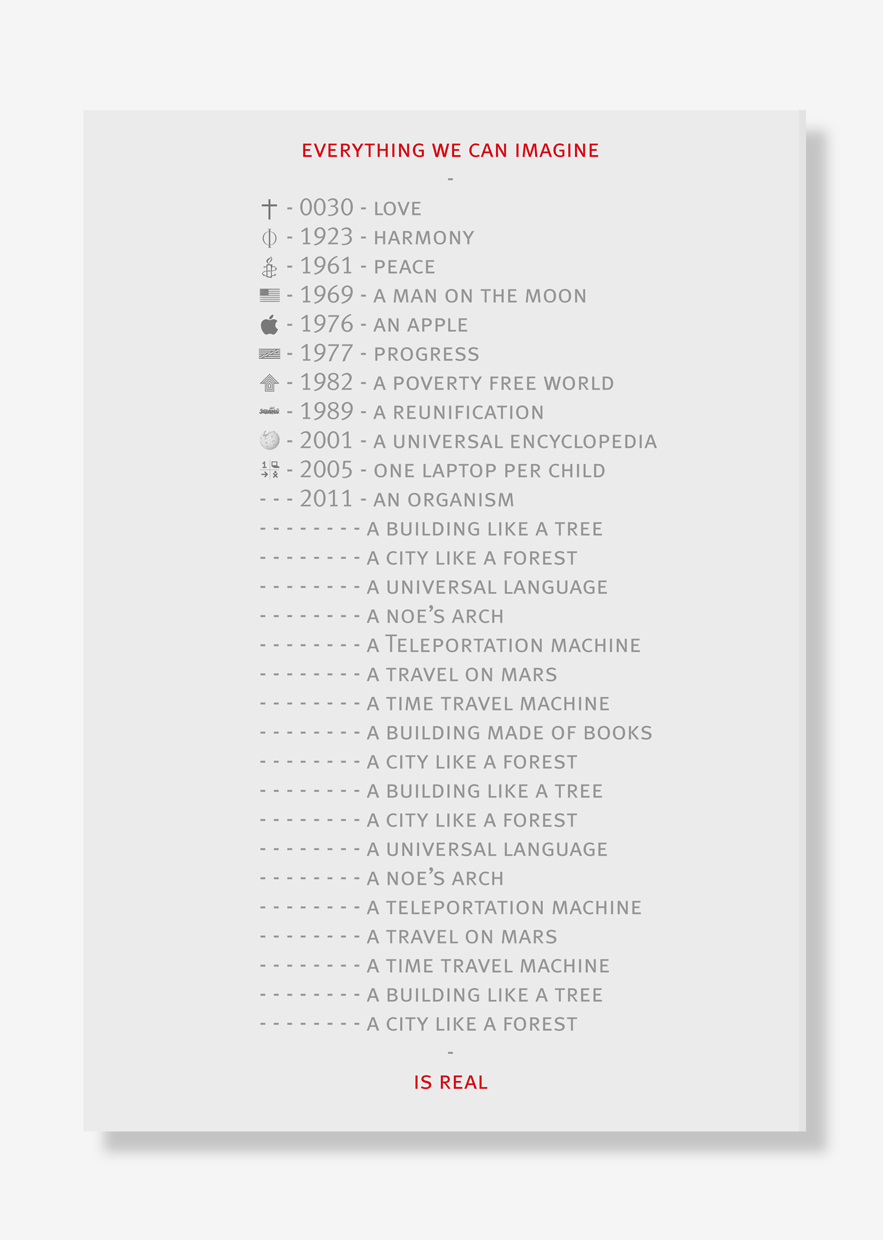 EVERYTHING WE CAN IMAGINE
-
- 0030 - LOVE
- 1923 - HARMONY
- 1961 - PEACE
- 1969 - A MAN ON THE MOON
- 1976 - AN APPLE
- 1977 - PROGRESS
- 1982 - A POVERTY FREE WORLD
- 1989 - A REUNIFICATION
- 2001 - A UNIVERSAL ENCYCLOPEDIA
- 2005 - ONE LAPTOP PER CHILD
- - - 2011 - AN ORGANISM
- - - - - - - - A BUILDING LIKE A TREE
- - - - - - - - A CITY LIKE A FOREST
- - - - - - - - A UNIVERSAL LANGUAGE
- - - - - - - - A NOE’S ARCH
- - - - - - - - A TELEPORTATION MACHINE
- - - - - - - - A TRAVEL ON MARS
- - - - - - - - A TIME TRAVEL MACHINE
- - - - - - - - A BUILDING MADE OF BOOKS
- - - - - - - - A CITY LIKE A FOREST
- - - - - - - - A BUILDING LIKE A TREE
- - - - - - - - A CITY LIKE A FOREST
- - - - - - - - A UNIVERSAL LANGUAGE
- - - - - - - - A NOE’S ARCH
- - - - - - - - A TELEPORTATION MACHINE
- - - - - - - - A TRAVEL ON MARS
- - - - - - - - A TIME TRAVEL MACHINE
- - - - - - - - A BUILDING LIKE A TREE
- - - - - - - - A CITY LIKE A FOREST
-
IS REAL